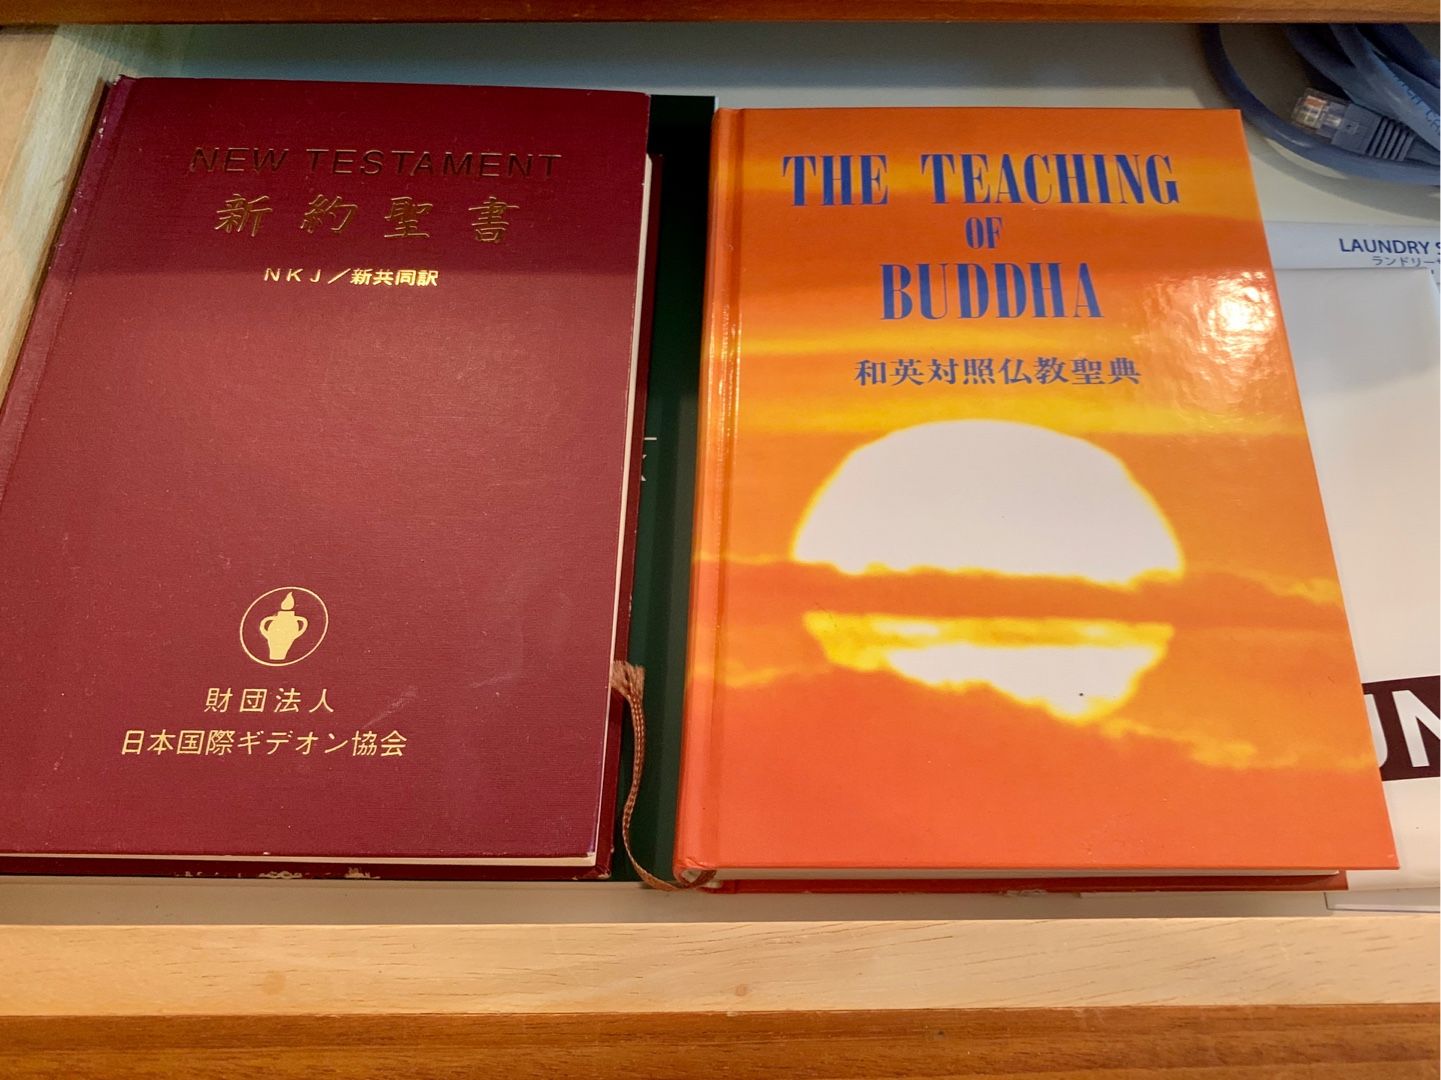 NEW TESTAMENT
新約聖書
NKJ／新共同訳
財団法人
日本国際ギデオン協会
THE TEACHING
OF
BUDDHA
和英対照仏教聖典
LAUNDRY
ランドリー